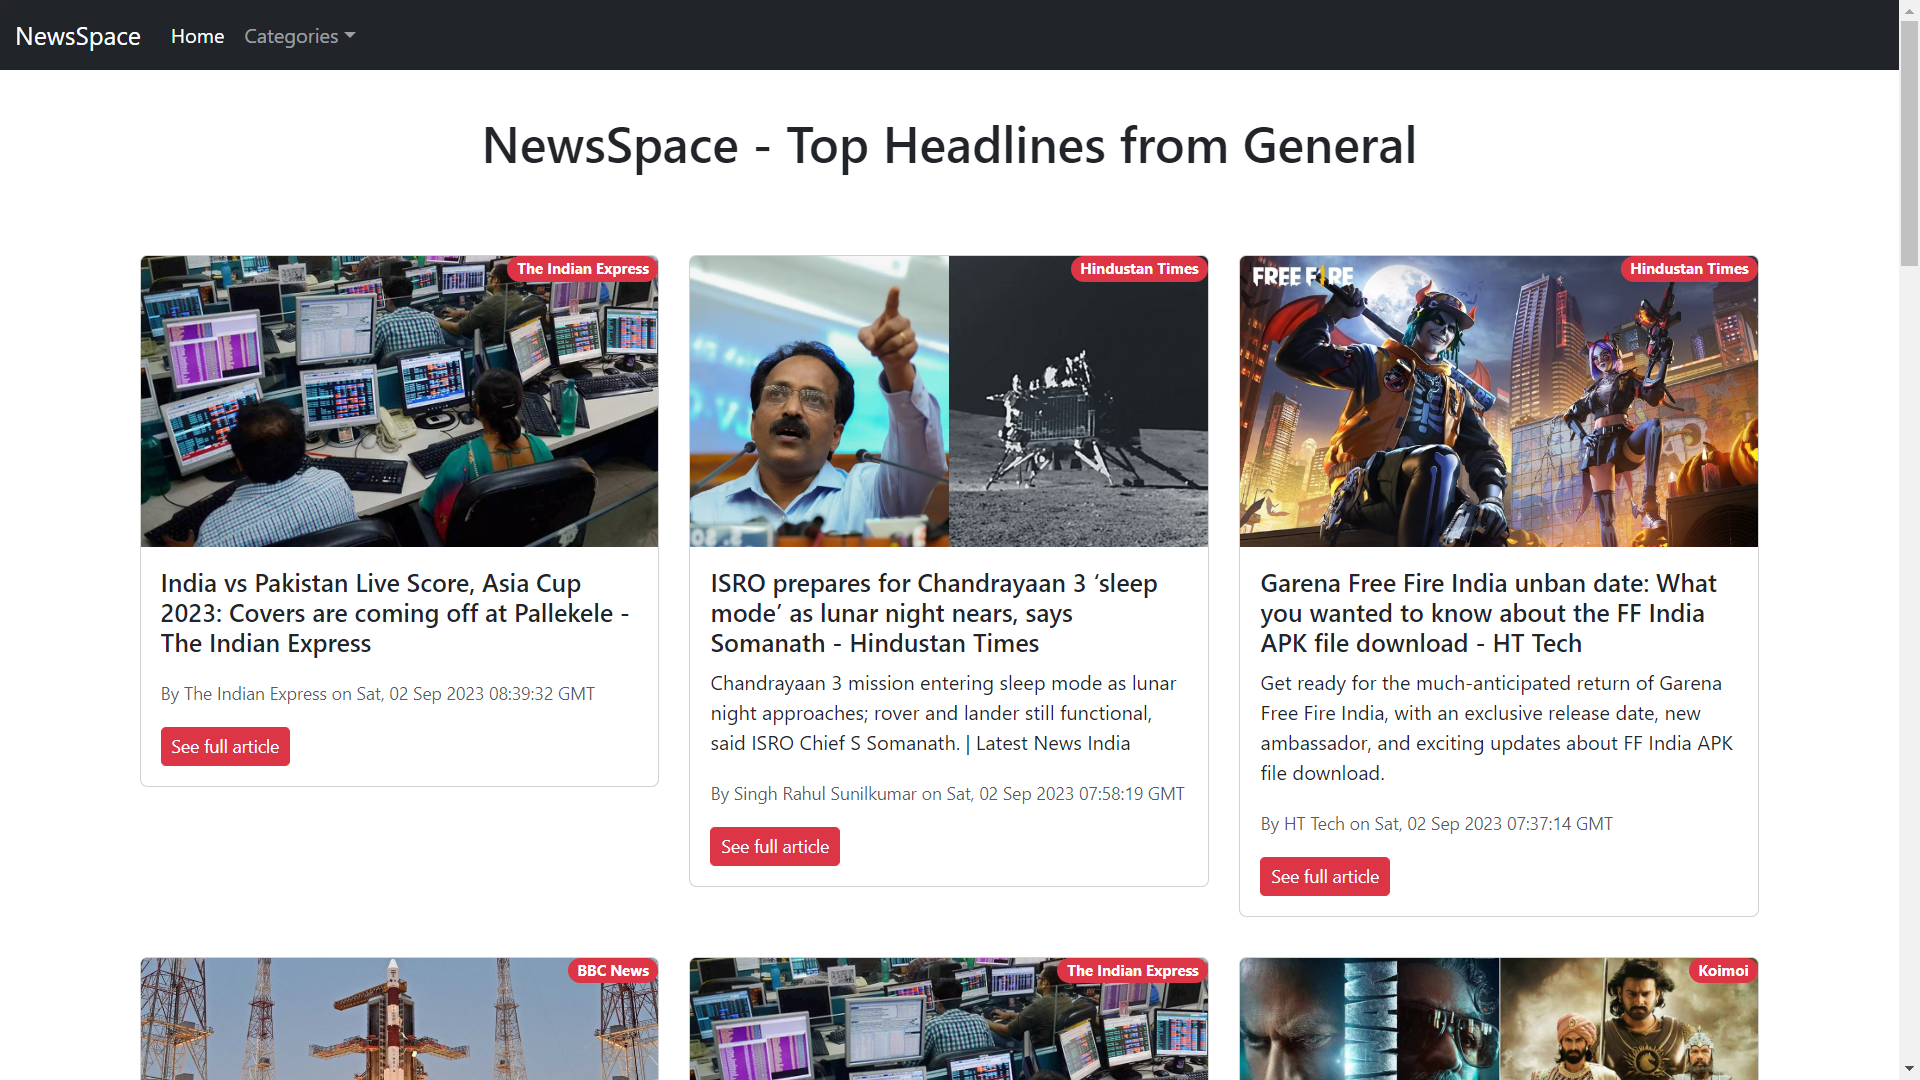 NewsSpace Home Categories
NewsSpace - Top Headlines from General
The Indian Express
India vs Pakistan Live Score, Asia Cup
2023: Covers are coming off at Pallekele -
The Indian Express
By The Indian Express on Sat, 02 Sep 2023 08:39:32 GMT
See full article
Hindustan Times
ISRO prepares for Chandrayaan 3 ‘sleep
mode’ as lunar night nears, says
Somanath - Hindustan Times
Chandrayaan 3 mission entering sleep mode as lunar
night approaches; rover and lander still functional,
said ISRO Chief S Somanath. | Latest News India
By Singh Rahul Sunilkumar on Sat, 02 Sep 2023 07:58:19 GMT
See full article
FREE FIRE
Hindustan Times
Garena Free Fire India unban date: What
you wanted to know about the FF India
APK file download - HT Tech
Get ready for the much-anticipated return of Garena
Free Fire India, with an exclusive release date, new
ambassador, and exciting updates about FF India APK
file download.
By HT Tech on Sat, 02 Sep 2023 07:37:14 GMT
See full article
BBC News
The Indian Express
Koimoi